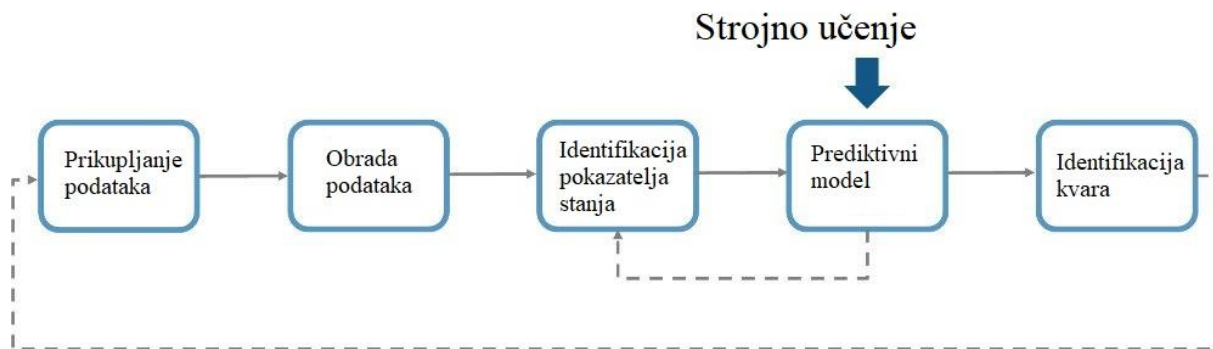 Strojno učenje
Prikupljanje
podataka
Obrada
podataka
Identifikacija
pokazatelja
stanja
Prediktivni
model
Identifikacija
kvara